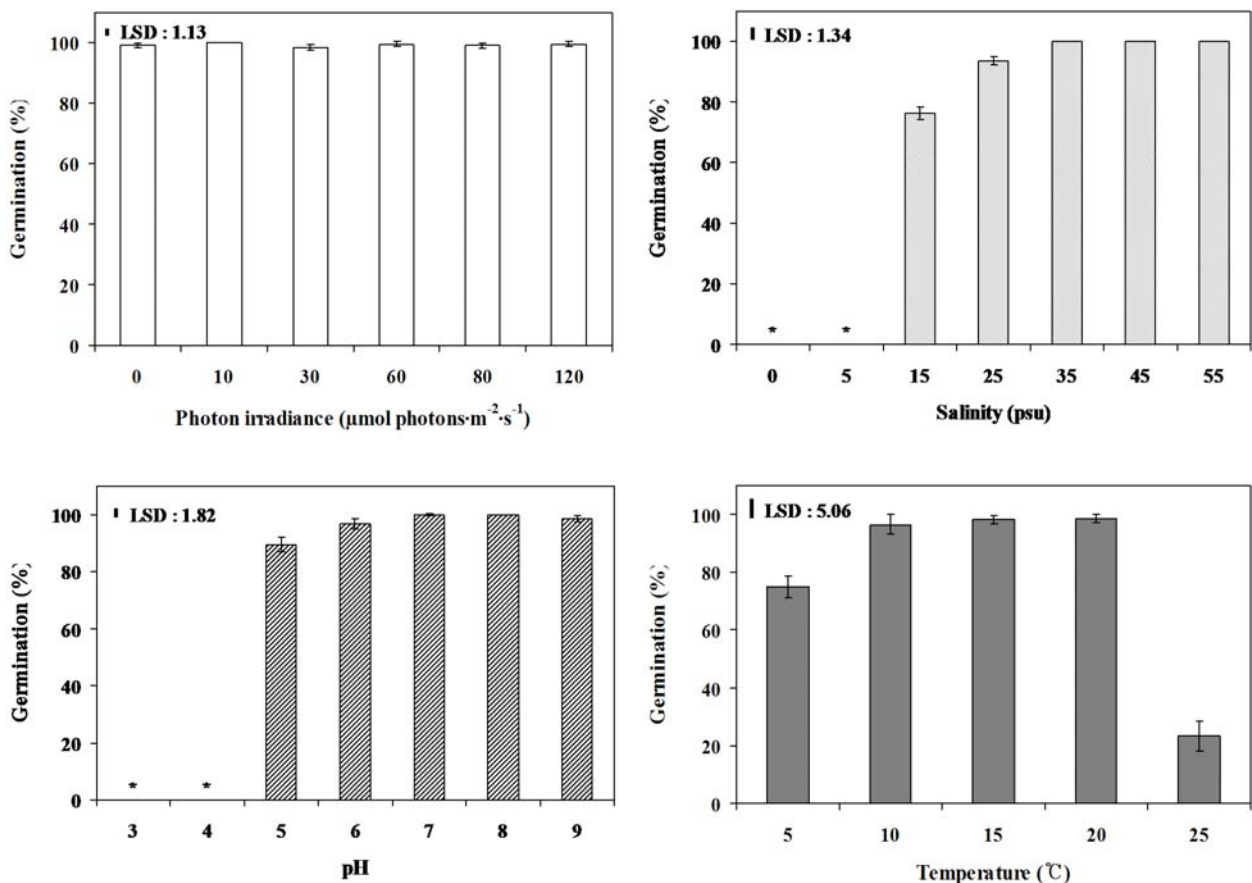 LSD : 1.13
100
80
60
40
20
0
Germination (%)
0 10 30 60 80 120
Photon irradiance (µmol photons·m⁻²·s⁻¹)
LSD : 1.34
100
80
60
40
20
0
Germination (%)
* *
0 5 15 25 35 45 55
Salinity (psu)
LSD : 1.82
100
80
60
40
20
0
Germination (%)
* *
3 4 5 6 7 8 9
pH
LSD : 5.06
100
80
60
40
20
0
Germination (%)
5 10 15 20 25
Temperature (℃)